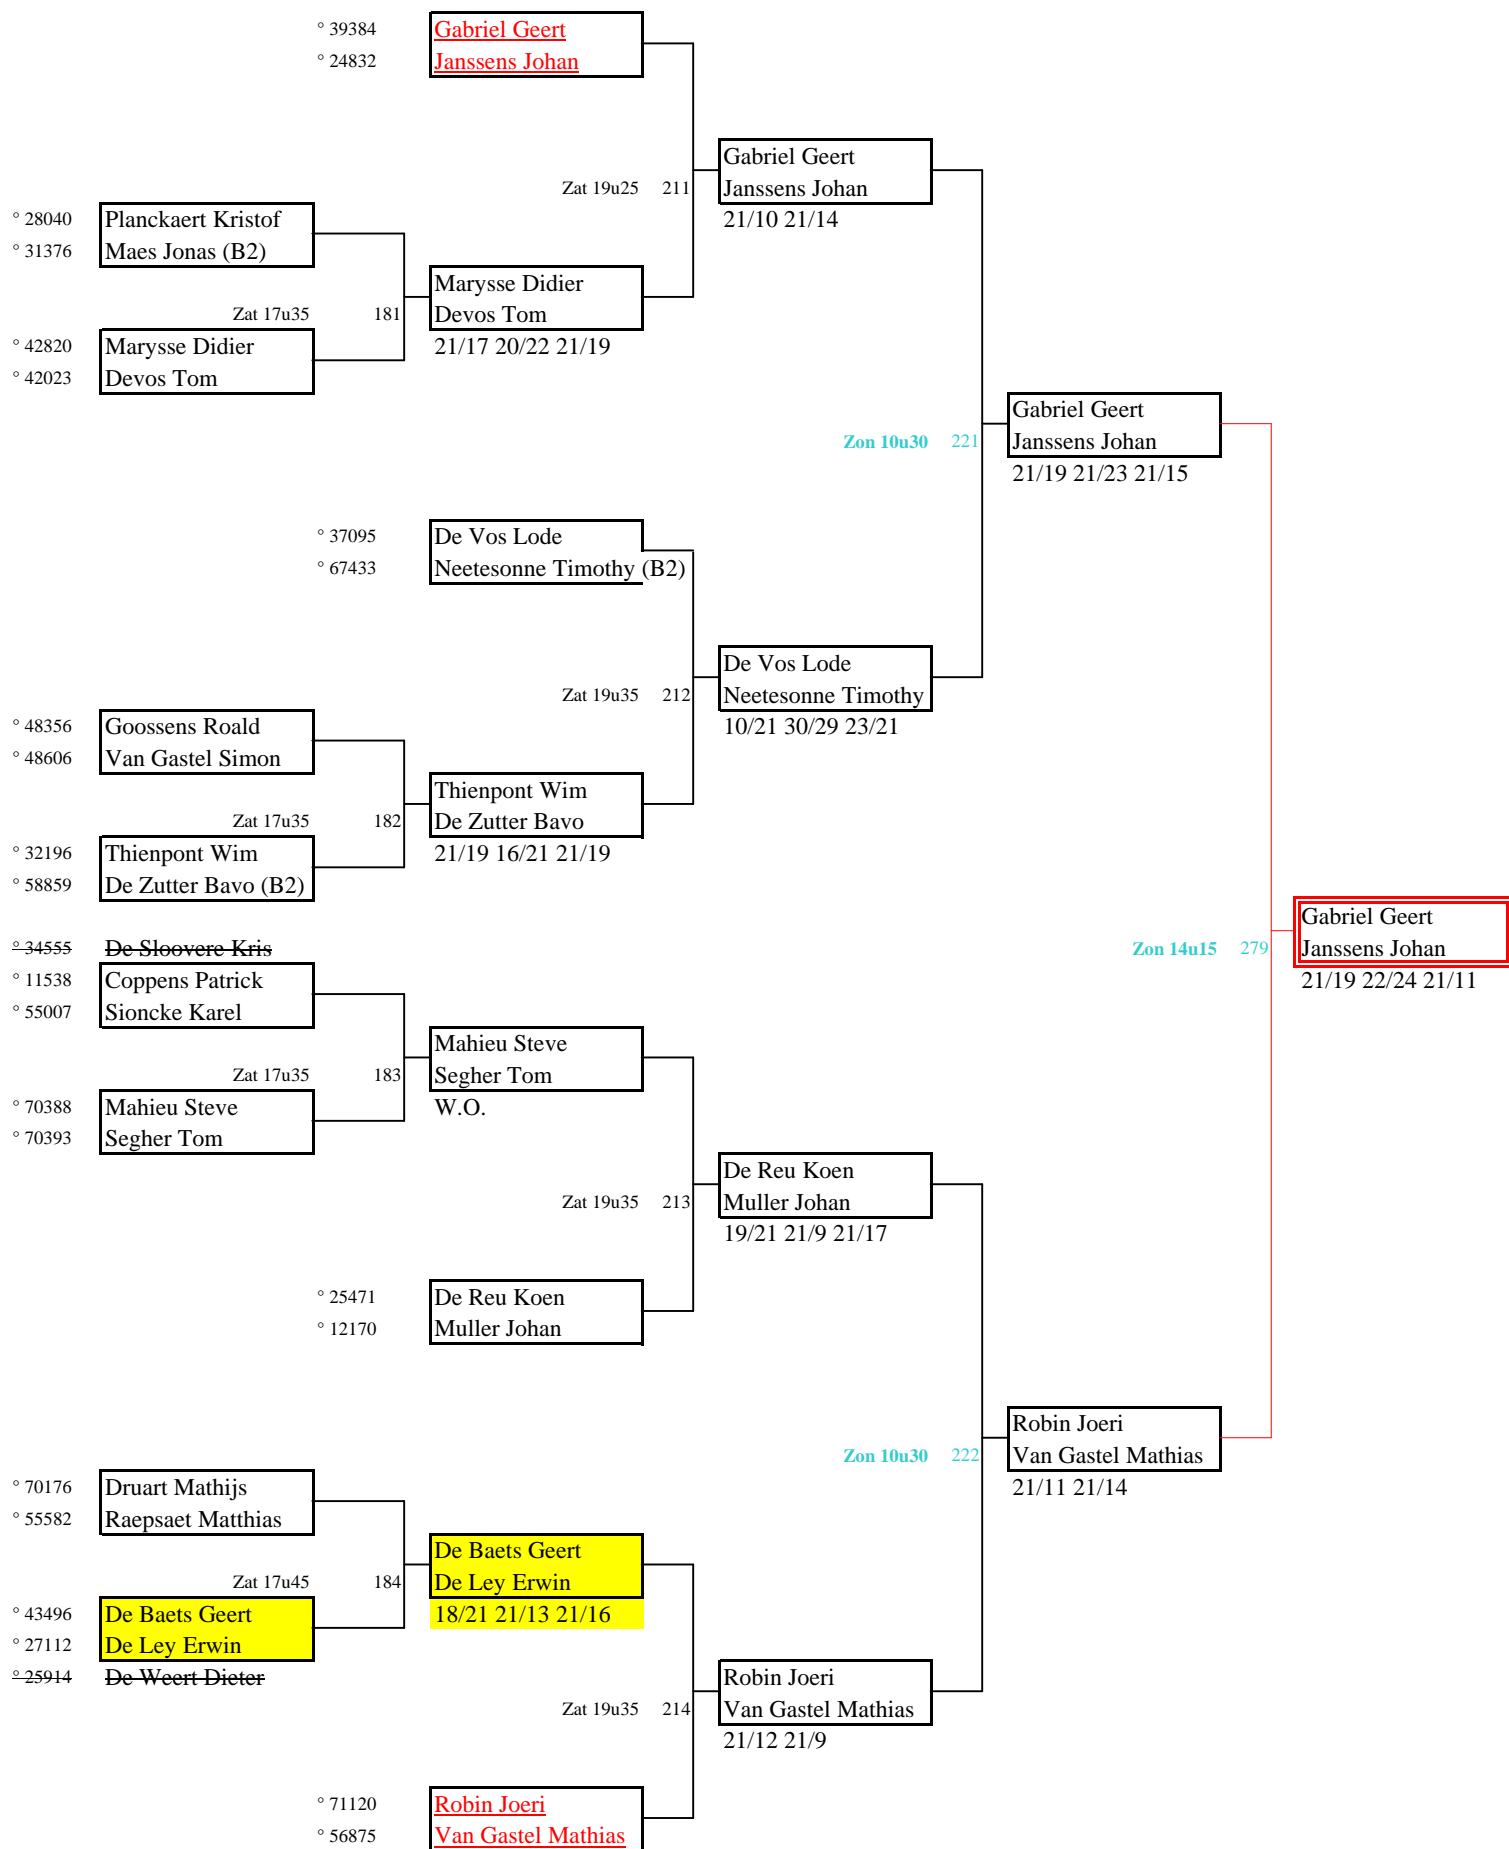 ° 39384 Gabriel Geert
° 24832 Janssens Johan
Gabriel Geert
Zat 19u25 211 Janssens Johan
° 28040 Planckaert Kristof 21/10 21/14
° 31376 Maes Jonas (B2)
Marysse Didier
Zat 17u35 181 Devos Tom
° 42820 Marysse Didier 21/17 20/22 21/19
° 42023 Devos Tom
Gabriel Geert
Zon 10u30 221 Janssens Johan
21/19 21/23 21/15
° 37095 De Vos Lode
° 67433 Neetesonne Timothy (B2)
De Vos Lode
Zat 19u35 212 Neetesonne Timothy
° 48356 Goossens Roald 10/21 30/29 23/21
° 48606 Van Gastel Simon
Thienpont Wim
Zat 17u35 182 De Zutter Bavo
° 32196 Thienpont Wim 21/19 16/21 21/19
° 58859 De Zutter Bavo (B2)
Gabriel Geert
° 34555 De Sloovere Kris Zon 14u15 279 Janssens Johan
° 11538 Coppens Patrick 21/19 22/24 21/11
° 55007 Sioncke Karel
Mahieu Steve
Zat 17u35 183 Segher Tom
° 70388 Mahieu Steve W.O.
° 70393 Segher Tom
De Reu Koen
Zat 19u35 213 Muller Johan
19/21 21/9 21/17
° 25471 De Reu Koen
° 12170 Muller Johan
Robin Joeri
Zon 10u30 222 Van Gastel Mathias
° 70176 Druart Mathijs 21/11 21/14
° 55582 Raepsaet Matthias
De Baets Geert
Zat 17u45 184 De Ley Erwin
° 43496 De Baets Geert 18/21 21/13 21/16
° 27112 De Ley Erwin
° 25914 De Weert Dieter Robin Joeri
Zat 19u35 214 Van Gastel Mathias
21/12 21/9
° 71120 Robin Joeri
° 56875 Van Gastel Mathias